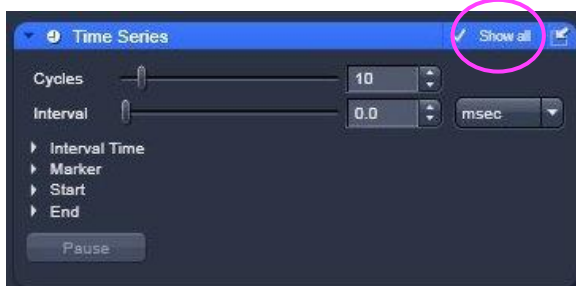 Time Series Show all
Cycles 10
Interval 0.0 msec
Interval Time
Marker
Start
End
Pause